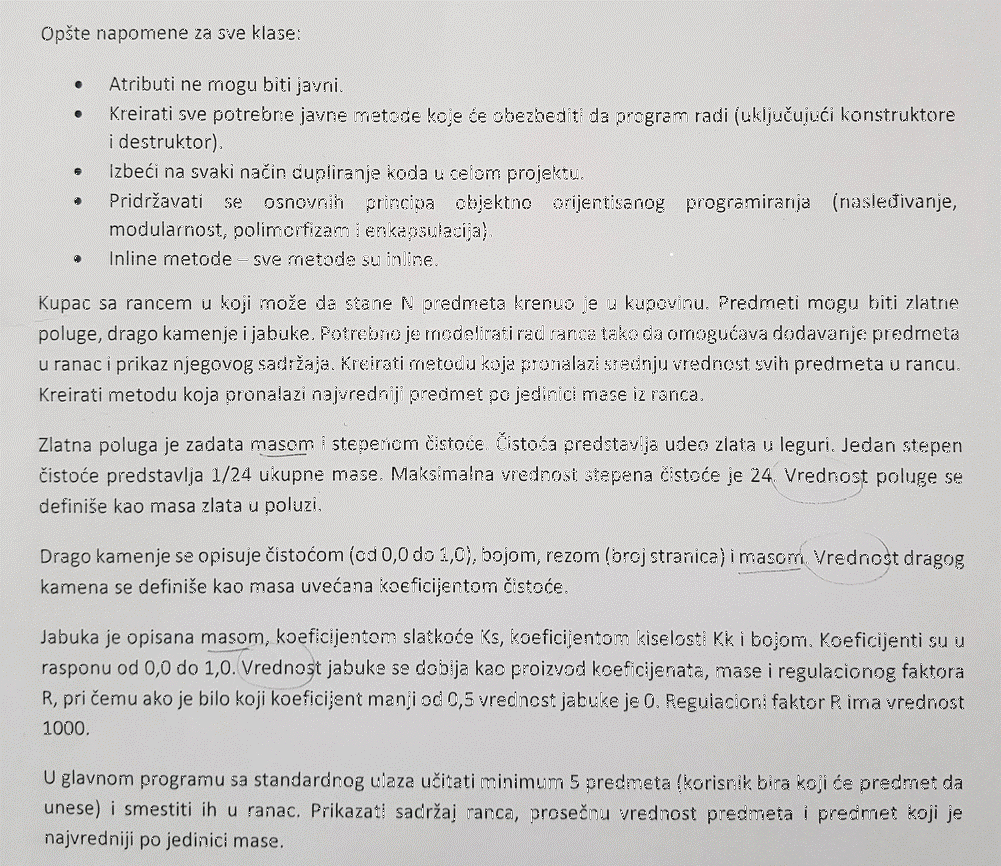 Opšte napomene za sve klase:
• Atributi ne mogu biti javni.
• Kreirati sve potrebne javne metode koje će obezbediti da program radi (uključujući konstruktore
i destruktor).
• Izbeći na svaki način dupliranje koda u celom projektu.
• Pridržavati se osnovnih principa objektno orijentisanog programiranja (nasleđivanje,
modularnost, polimorfizam i enkapsulacija).
• Inline metode – sve metode su inline.
Kupac sa rancem u koji može da stane N predmeta krenuo je u kupovinu. Predmeti mogu biti zlatne
poluge, drago kamenje i jabuke. Potrebno je modelirati rad ranca tako da omogućava dodavanje predmeta
u ranac i prikaz njegovog sadržaja. Kreirati metodu koja pronalazi srednju vrednost svih predmeta u rancu.
Kreirati metodu koja pronalazi najvredniji predmet po jedinici mase iz ranca.
Zlatna poluga je zadata masom i stepenom čistoće. Čistoća predstavlja udeo zlata u leguri. Jedan stepen
čistoće predstavlja 1/24 ukupne mase. Maksimalna vrednost stepena čistoće je 24. Vrednost poluge se
definiše kao masa zlata u poluzi.
Drago kamenje se opisuje čistoćom (od 0,0 do 1,0), bojom, rezom (broj stranica) i masom. Vrednost dragog
kamena se definiše kao masa uvećana koeficijentom čistoće.
Jabuka je opisana masom, koeficijentom slatkoće Ks, koeficijentom kiselosti Kk i bojom. Koeficijenti su u
rasponu od 0,0 do 1,0. Vrednost jabuke se dobija kao proizvod koeficijenata, mase i regulacionog faktora
R, pri čemu ako je bilo koji koeficijent manji od 0,5 vrednost jabuke je 0. Regulacioni faktor R ima vrednost
1000.
U glavnom programu sa standardnog ulaza učitati minimum 5 predmeta (korisnik bira koji će predmet da
unese) i smestiti ih u ranac. Prikazati sadržaj ranca, prosečnu vrednost predmeta i predmet koji je
najvredniji po jedinici mase.